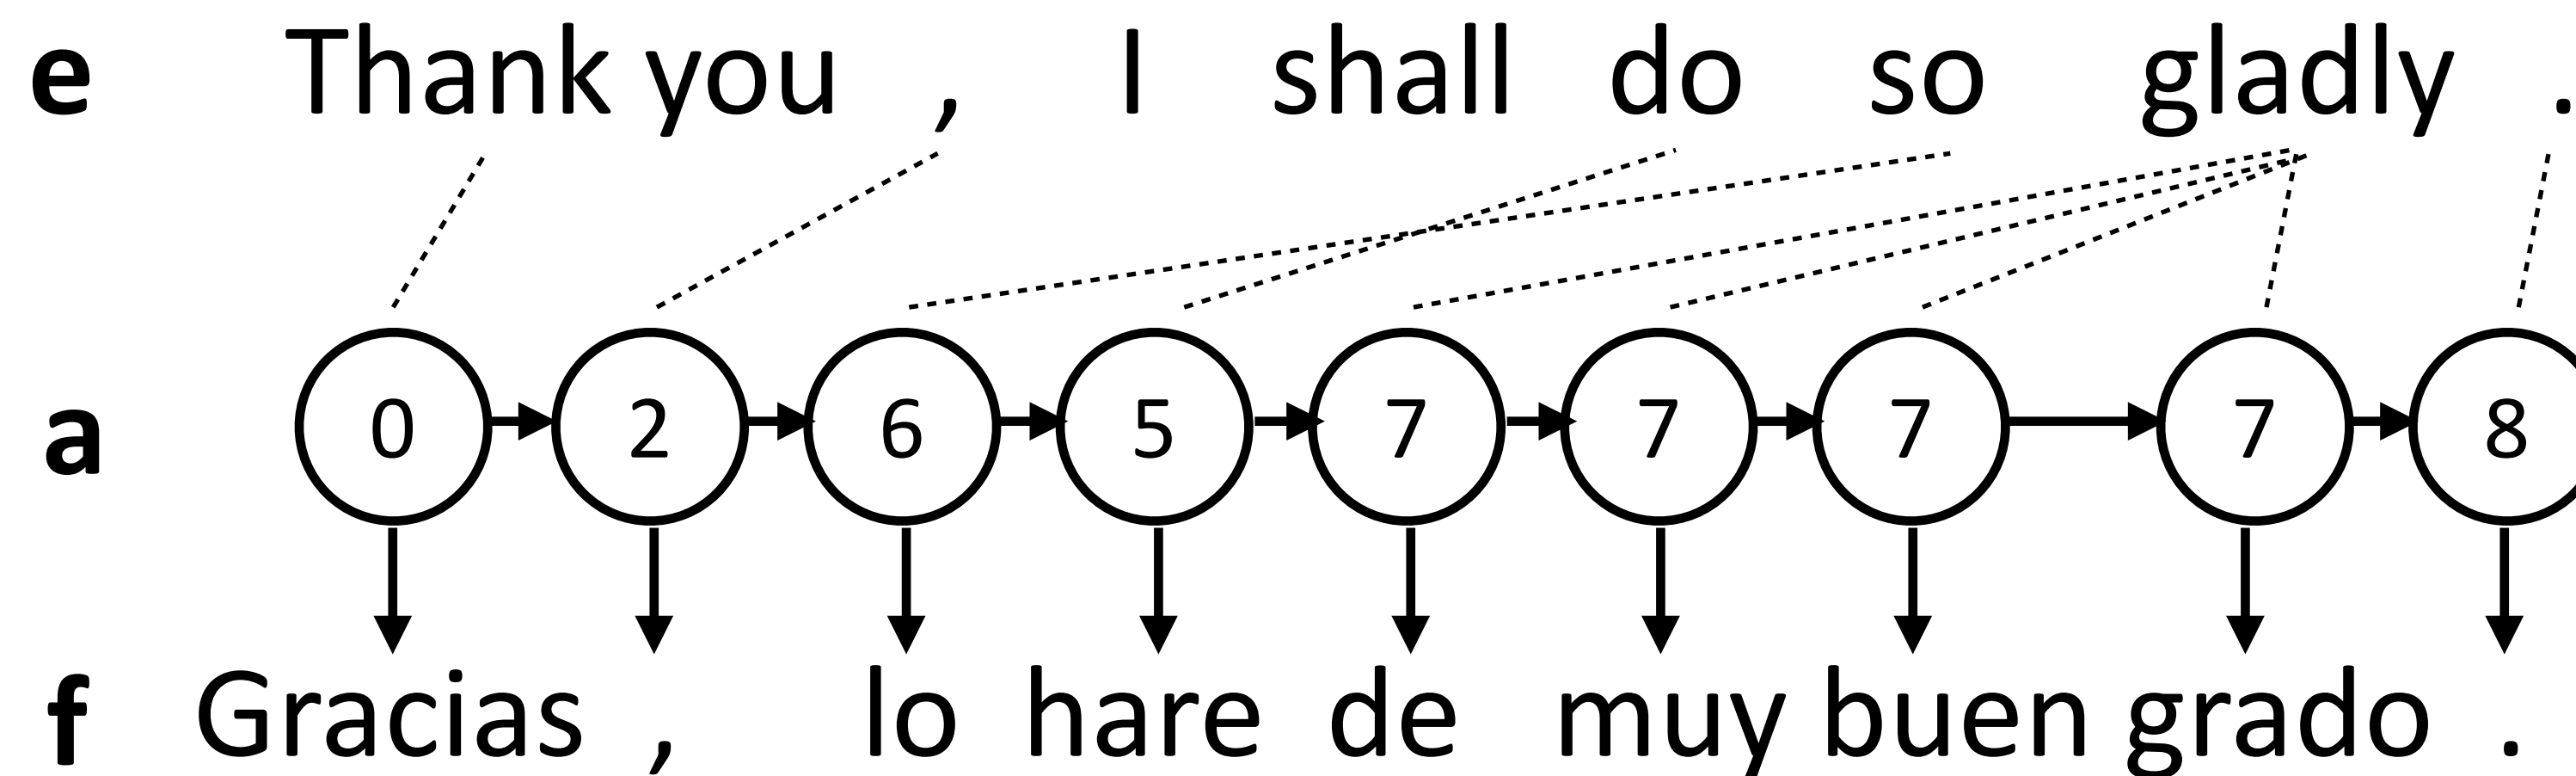 e Thank you , I shall do so gladly .
a 0 2 6 5 7 7 7 7 8
f Gracias , lo hare de muy buen grado .